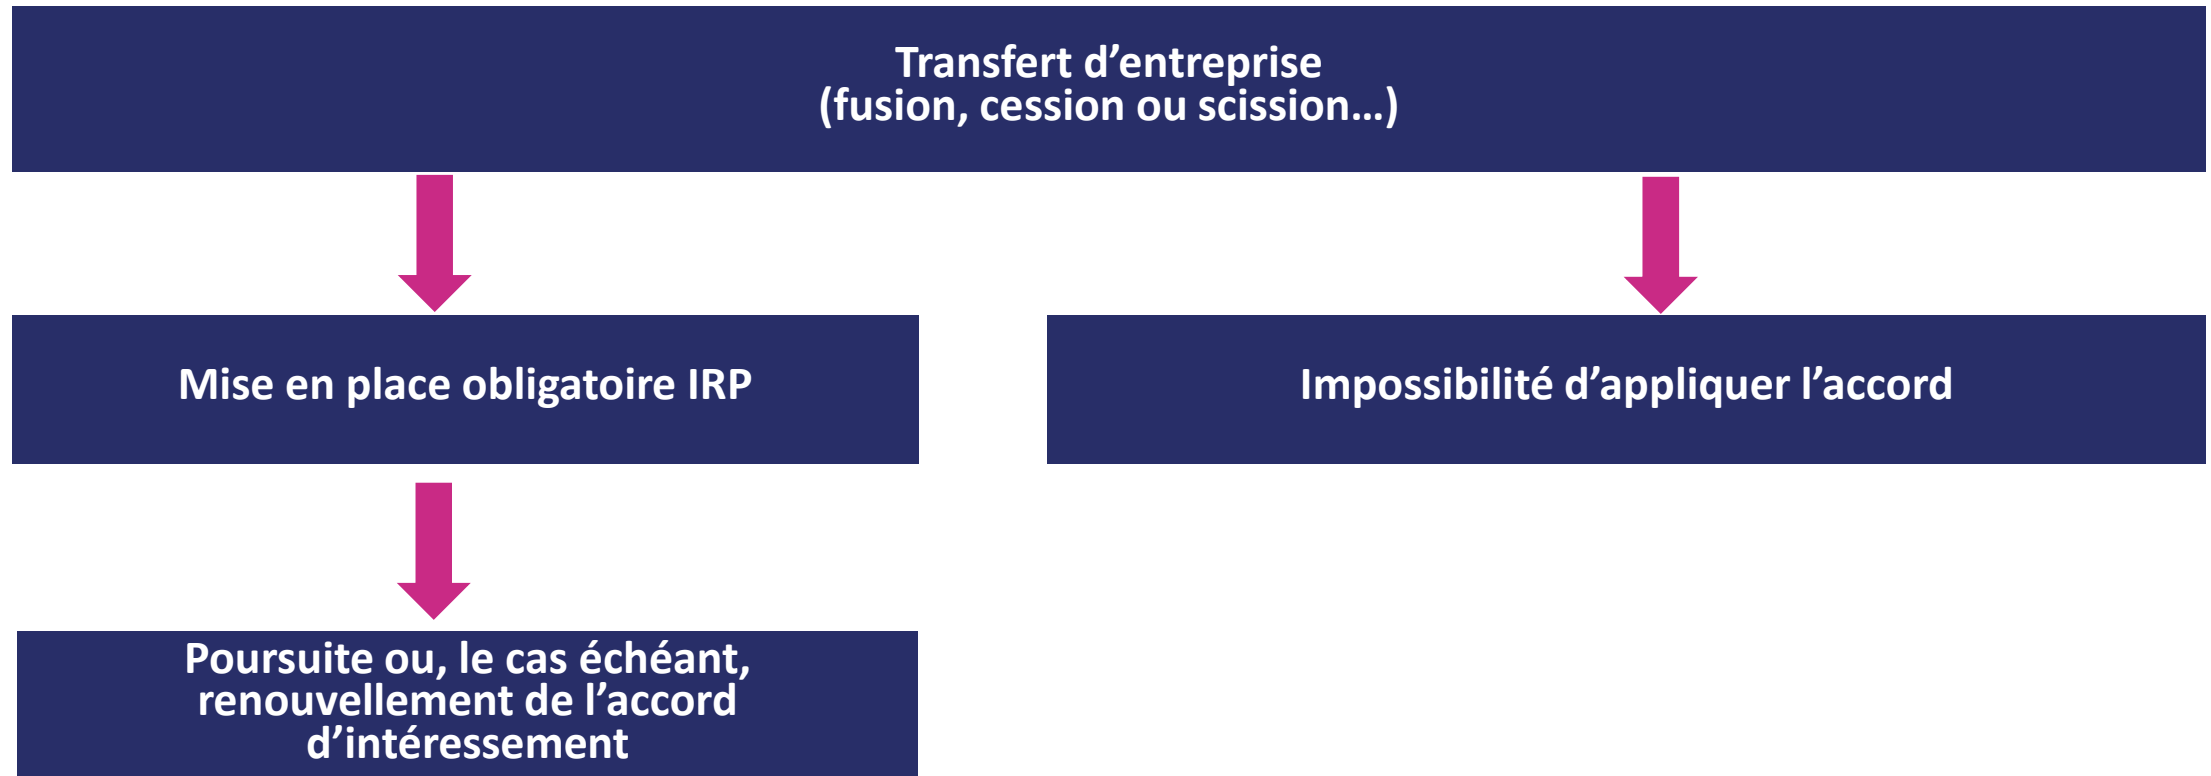 Transfert d’entreprise
(fusion, cession ou scission…)
Mise en place obligatoire IRP
Impossibilité d’appliquer l’accord
Poursuite ou, le cas échéant,
renouvellement de l’accord
d’intéressement